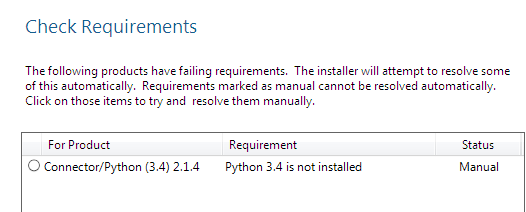 Check Requirements
The following products have failing requirements. The installer will attempt to resolve some
of this automatically. Requirements marked as manual cannot be resolved automatically.
Click on those items to try and resolve them manually.
For Product Requirement Status
Connector/Python (3.4) 2.1.4 Python 3.4 is not installed Manual